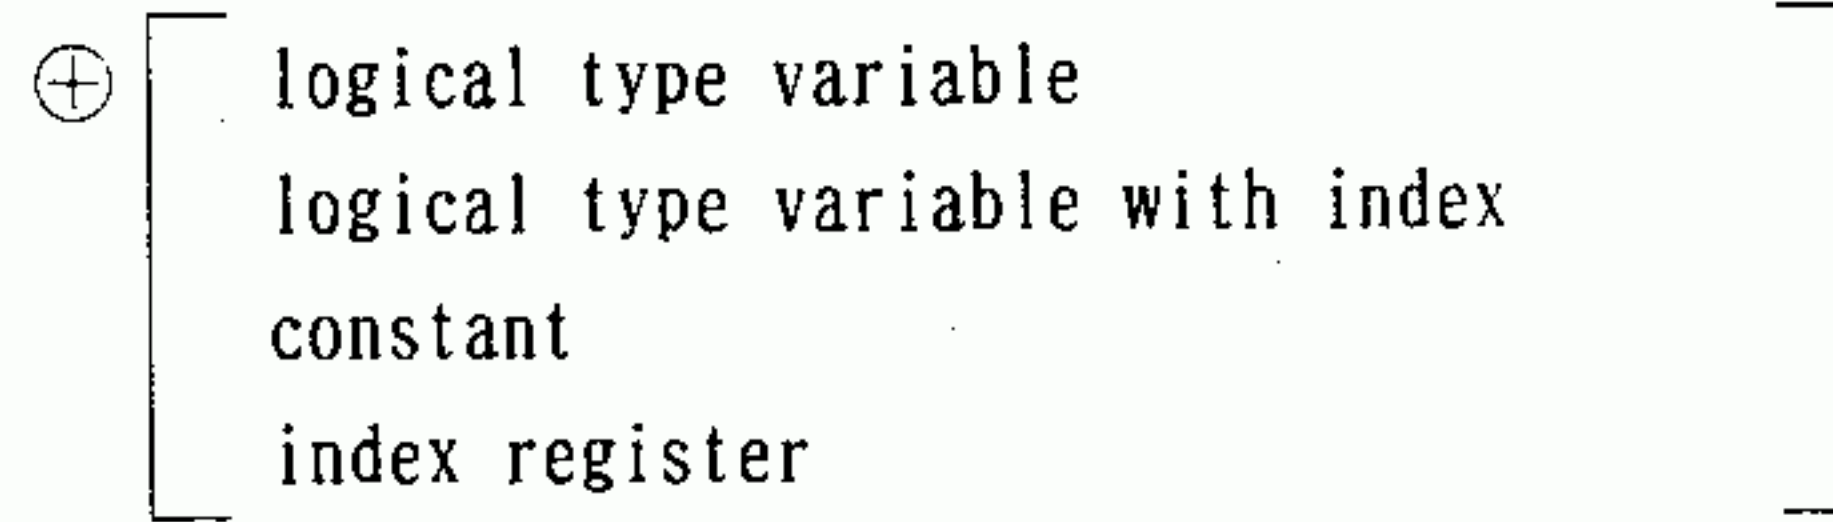 ⊕ logical type variable
logical type variable with index
constant
index register